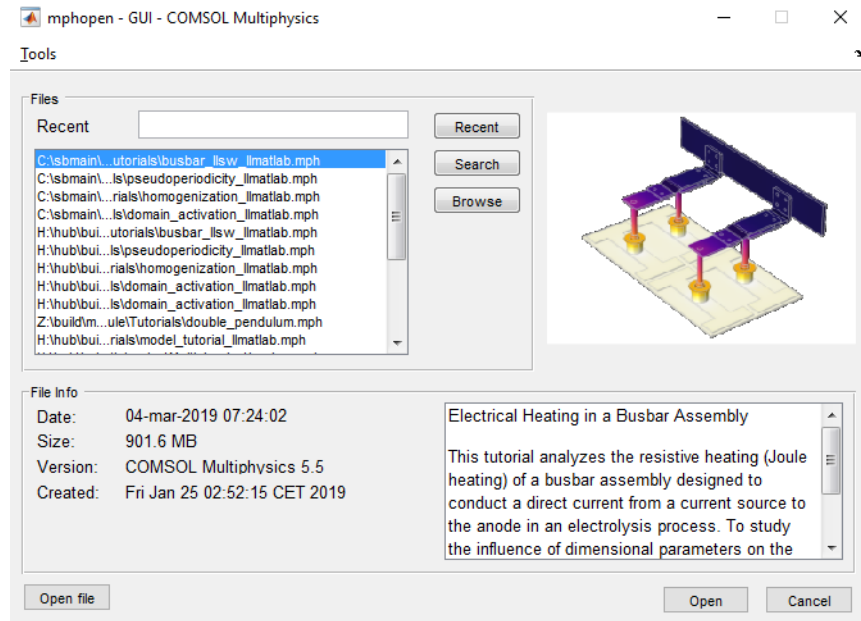 mphopen - GUI - COMSOL Multiphysics
Tools
Files
Recent
Recent
Search
Browse
C:\sbmain\...utorials\busbar_llsw_llmatlab.mph
C:\sbmain\...ls\pseudoperiodicity_llmatlab.mph
C:\sbmain\...rials\homogenization_llmatlab.mph
C:\sbmain\...ls\domain_activation_llmatlab.mph
H:\hub\bui...utorials\busbar_llsw_llmatlab.mph
H:\hub\bui...ls\pseudoperiodicity_llmatlab.mph
H:\hub\bui...rials\homogenization_llmatlab.mph
H:\hub\bui...ls\domain_activation_llmatlab.mph
H:\hub\bui...ls\domain_activation_llmatlab.mph
Z:\build\m...ule\Tutorials\double_pendulum.mph
H:\hub\bui...rials\model_tutorial_llmatlab.mph
File Info
Date: 04-mar-2019 07:24:02
Size: 901.6 MB
Version: COMSOL Multiphysics 5.5
Created: Fri Jan 25 02:52:15 CET 2019
Electrical Heating in a Busbar Assembly
This tutorial analyzes the resistive heating (Joule
heating) of a busbar assembly designed to
conduct a direct current from a current source to
the anode in an electrolysis process. To study
the influence of dimensional parameters on the
Open file
Open
Cancel